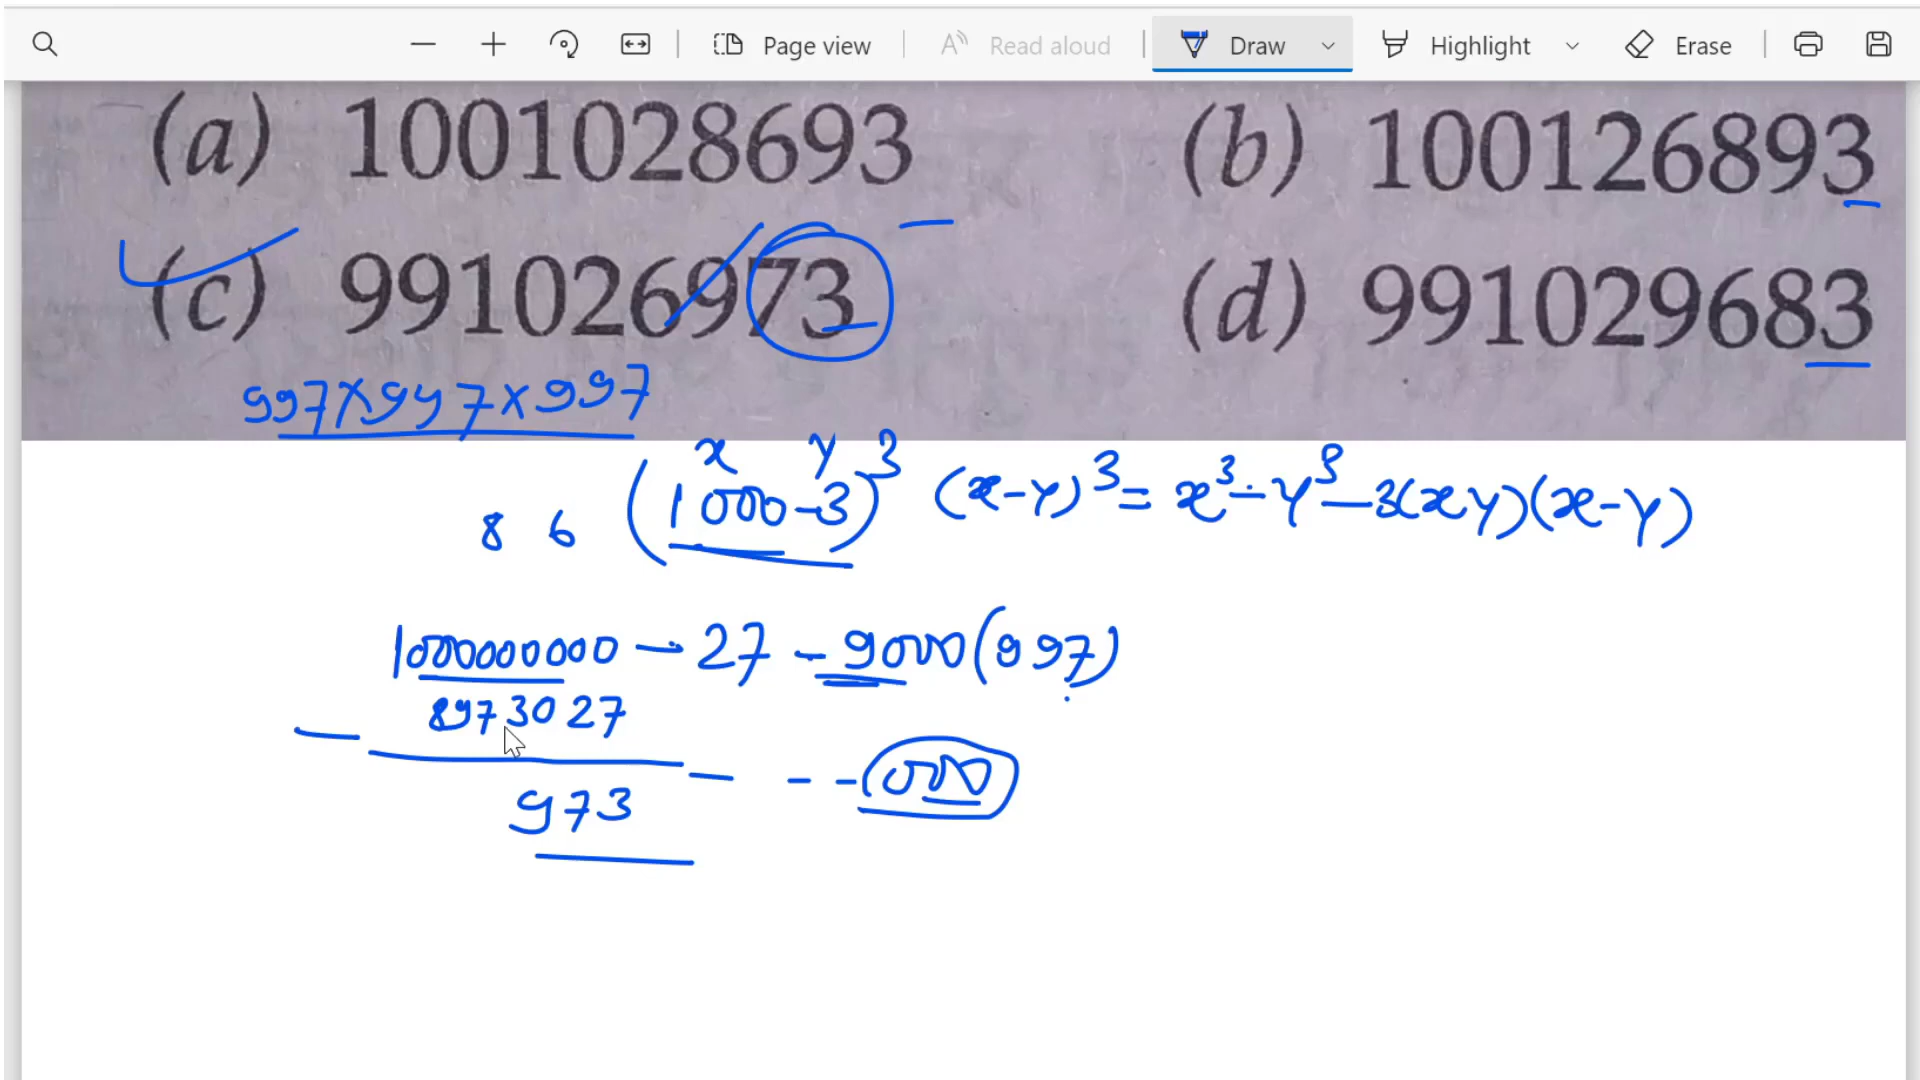 Page view Read aloud Draw Highlight Erase
(a) 1001028693 (b) 100126893
(c) 991026973 (d) 991029683
997×997×997
x y
8 6 (1000-3)³ (x-y)³ = x³-y³-3(xy)(x-y)
1000000000 - 27 - 9000(997)
8973027
- - - - 000
973